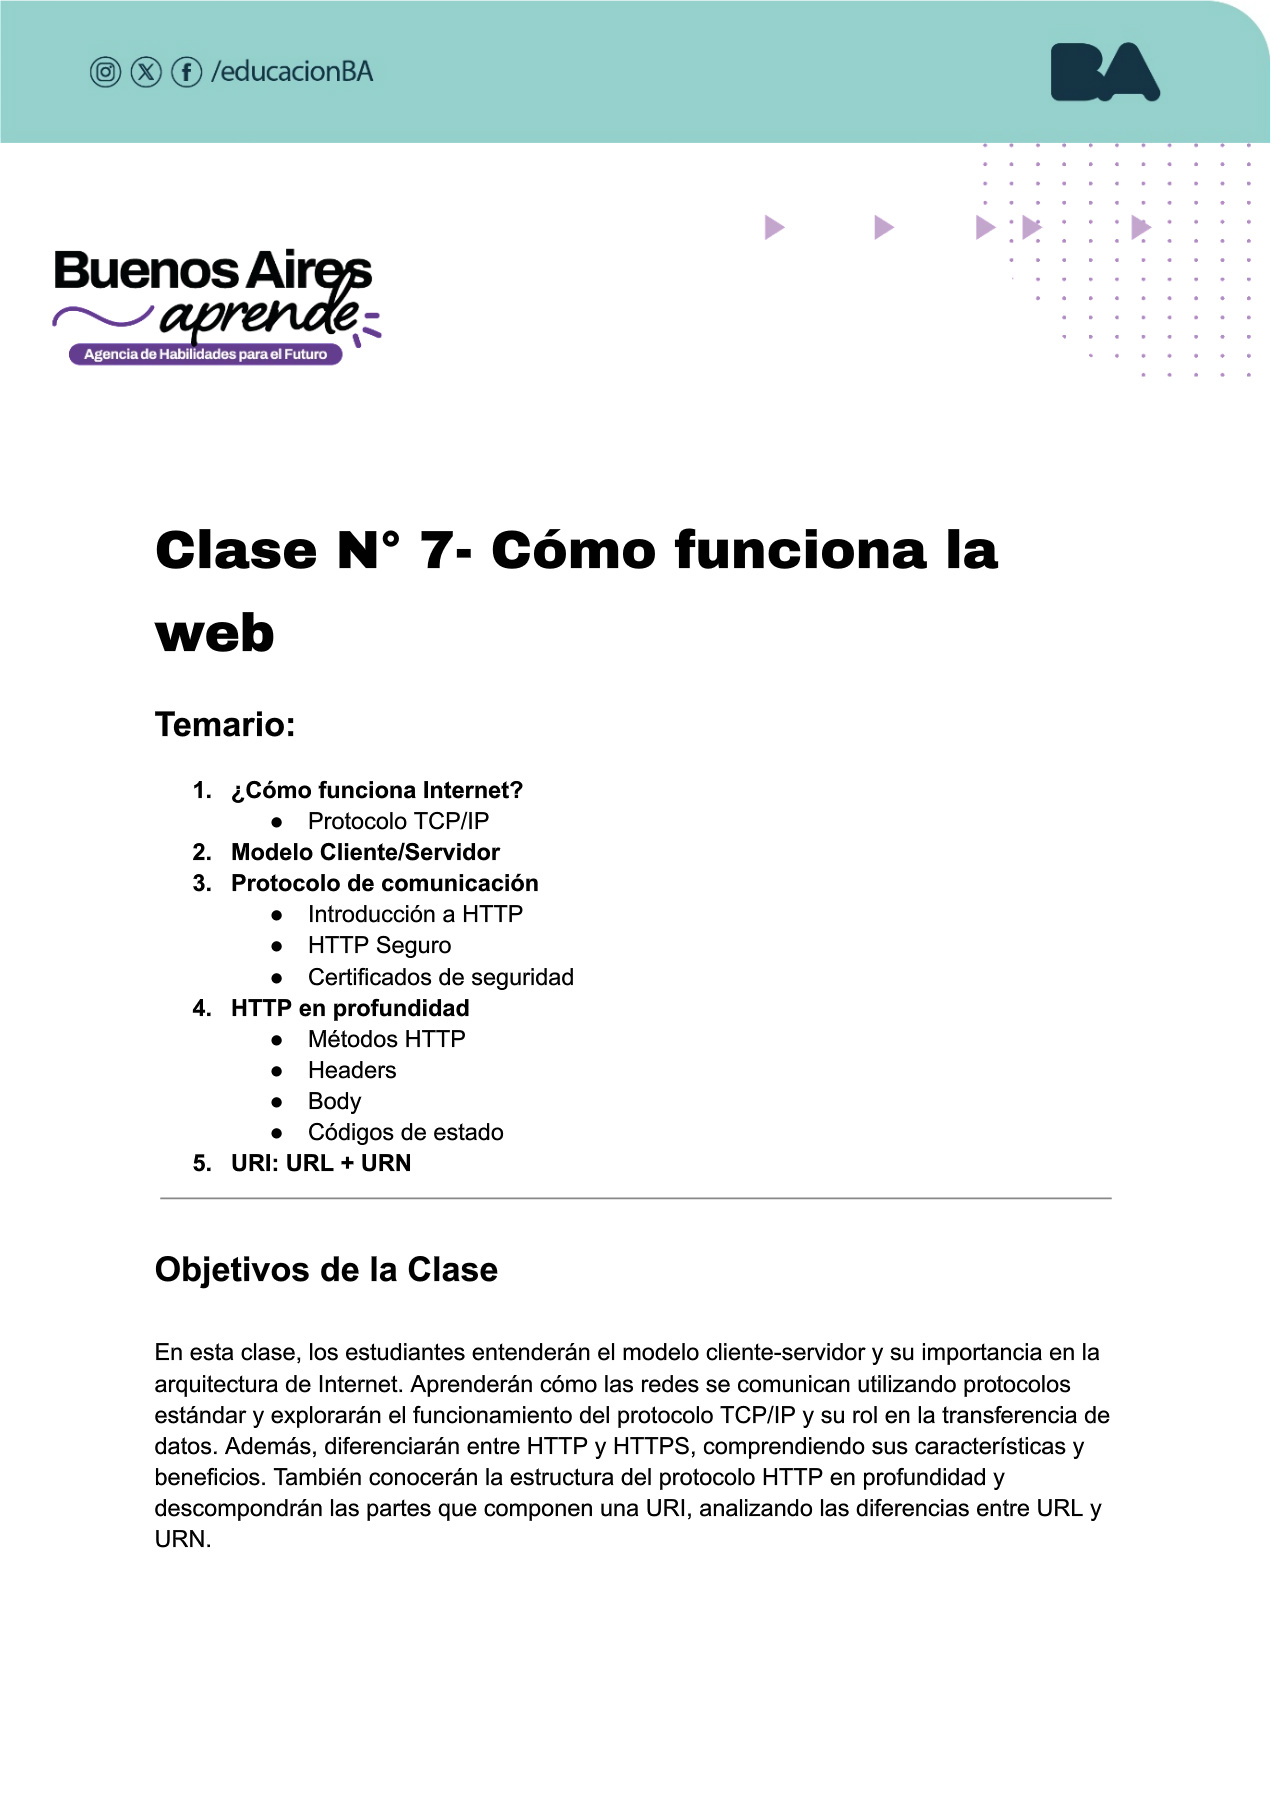 /educacionBA
BA
Buenos Aires
aprende
Agencia de Habilidades para el Futuro
Clase N° 7- Cómo funciona la
web
Temario:
1. ¿Cómo funciona Internet?
● Protocolo TCP/IP
2. Modelo Cliente/Servidor
3. Protocolo de comunicación
● Introducción a HTTP
● HTTP Seguro
● Certificados de seguridad
4. HTTP en profundidad
● Métodos HTTP
● Headers
● Body
● Códigos de estado
5. URI: URL + URN
Objetivos de la Clase
En esta clase, los estudiantes entenderán el modelo cliente-servidor y su importancia en la
arquitectura de Internet. Aprenderán cómo las redes se comunican utilizando protocolos
estándar y explorarán el funcionamiento del protocolo TCP/IP y su rol en la transferencia de
datos. Además, diferenciarán entre HTTP y HTTPS, comprendiendo sus características y
beneficios. También conocerán la estructura del protocolo HTTP en profundidad y
descompondrán las partes que componen una URI, analizando las diferencias entre URL y
URN.